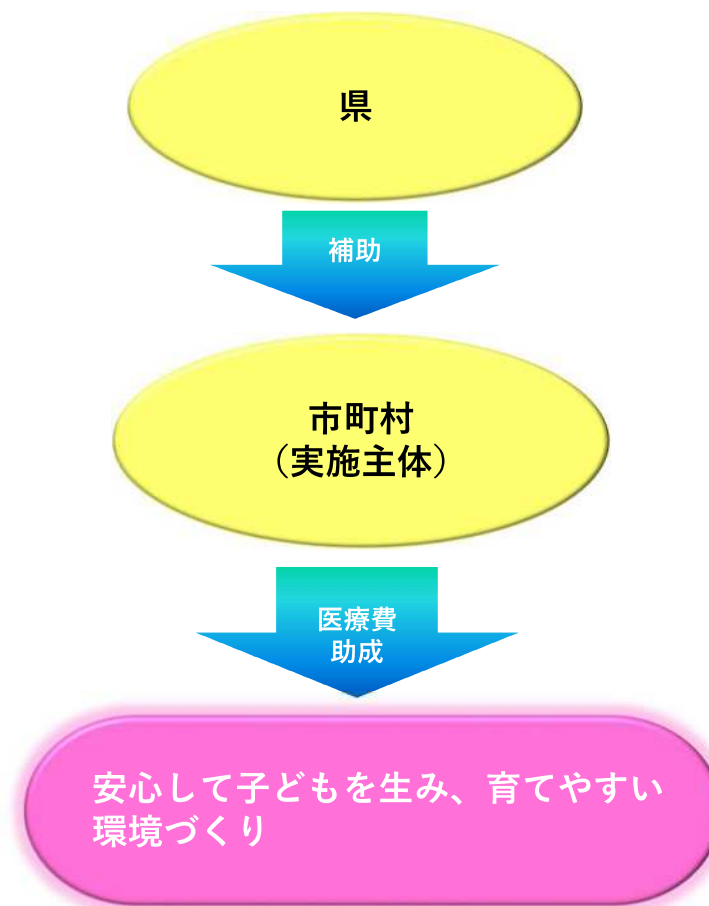 県
補助
市町村
（実施主体）
医療費
助成
安心して子どもを生み、育てやすい
環境づくり